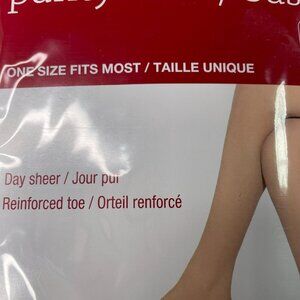 ONE SIZE FITS MOST / TAILLE UNIQUE
Day sheer / Jour pur
Reinforced toe / Orteil renforcé